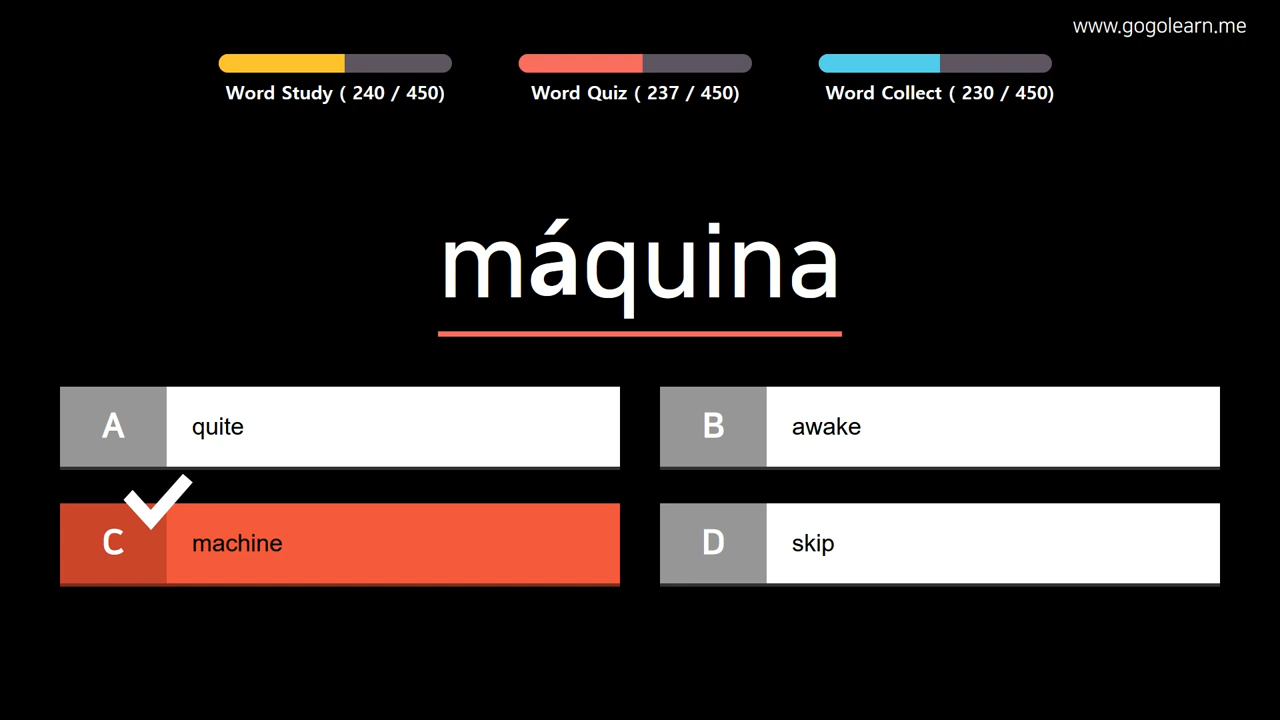 www.gogolearn.me
Word Study ( 240 / 450)
Word Quiz ( 237 / 450)
Word Collect ( 230 / 450)
máquina
A quite
B awake
C machine
D skip